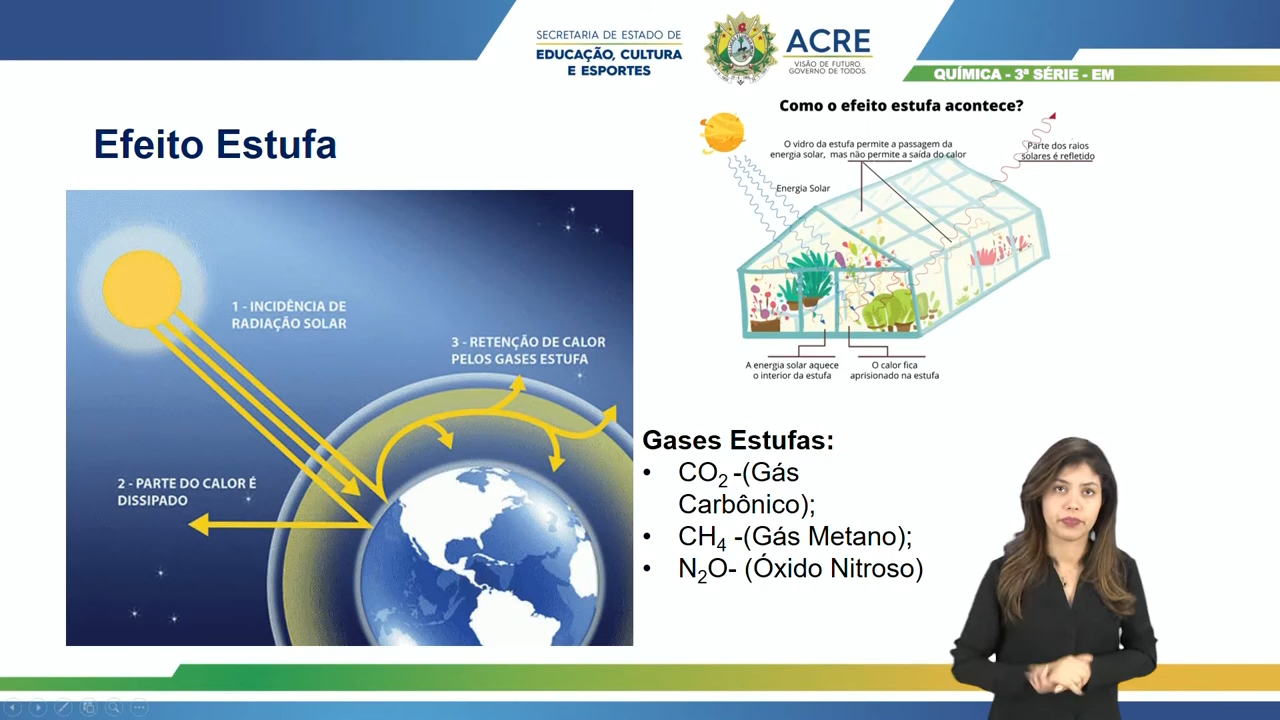 SECRETARIA DE ESTADO DE
EDUCAÇÃO, CULTURA
E ESPORTES
ACRE
VISÃO DE FUTURO.
GOVERNO DE TODOS.
QUÍMICA - 3ª SÉRIE - EM
Efeito Estufa
Como o efeito estufa acontece?
O vidro da estufa permite a passagem da
energia solar, mas não permite a saída do calor
Parte dos raios
solares é refletido
Energia Solar
A energia solar aquece
o interior da estufa
O calor fica
aprisionado na estufa
1 - INCIDÊNCIA DE
RADIAÇÃO SOLAR
3 - RETENÇÃO DE CALOR
PELOS GASES ESTUFA
2 - PARTE DO CALOR É
DISSIPADO
Gases Estufas:
• CO₂ -(Gás
Carbônico);
• CH₄ -(Gás Metano);
• N₂O- (Óxido Nitroso)